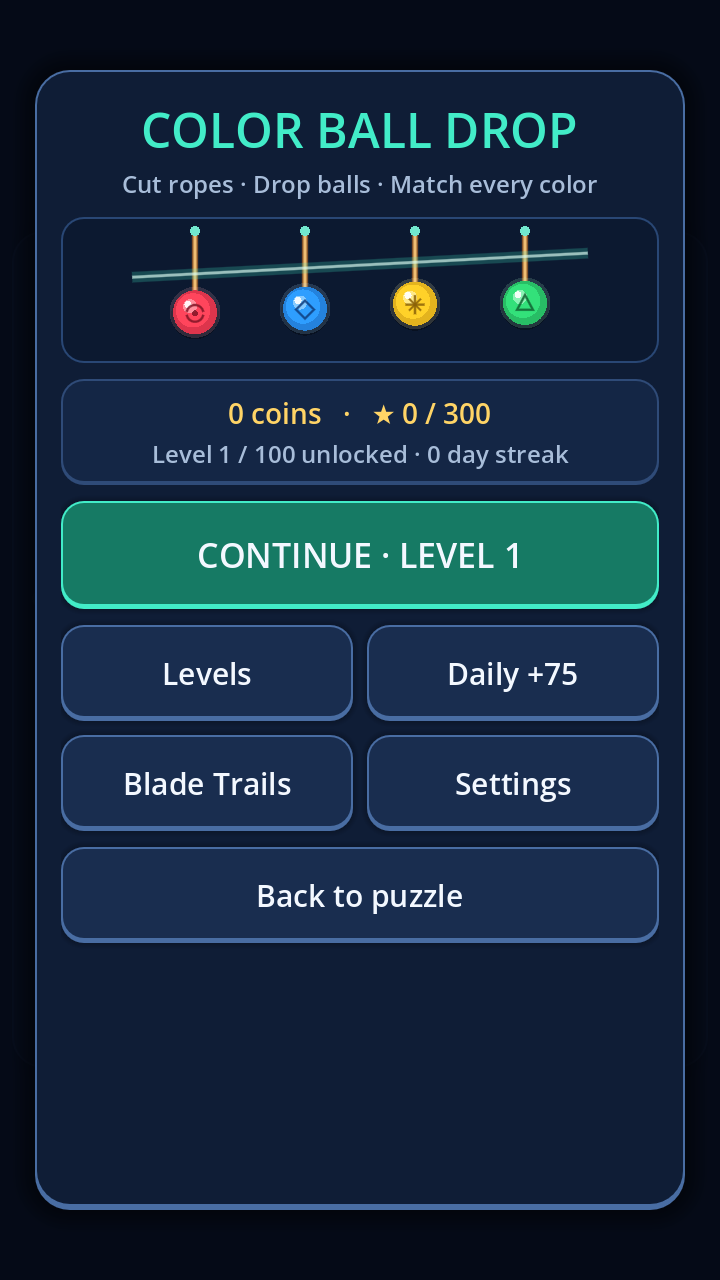 COLOR BALL DROP
Cut ropes · Drop balls · Match every color
0 coins · ★ 0 / 300
Level 1 / 100 unlocked · 0 day streak
CONTINUE · LEVEL 1
Levels
Daily +75
Blade Trails
Settings
Back to puzzle